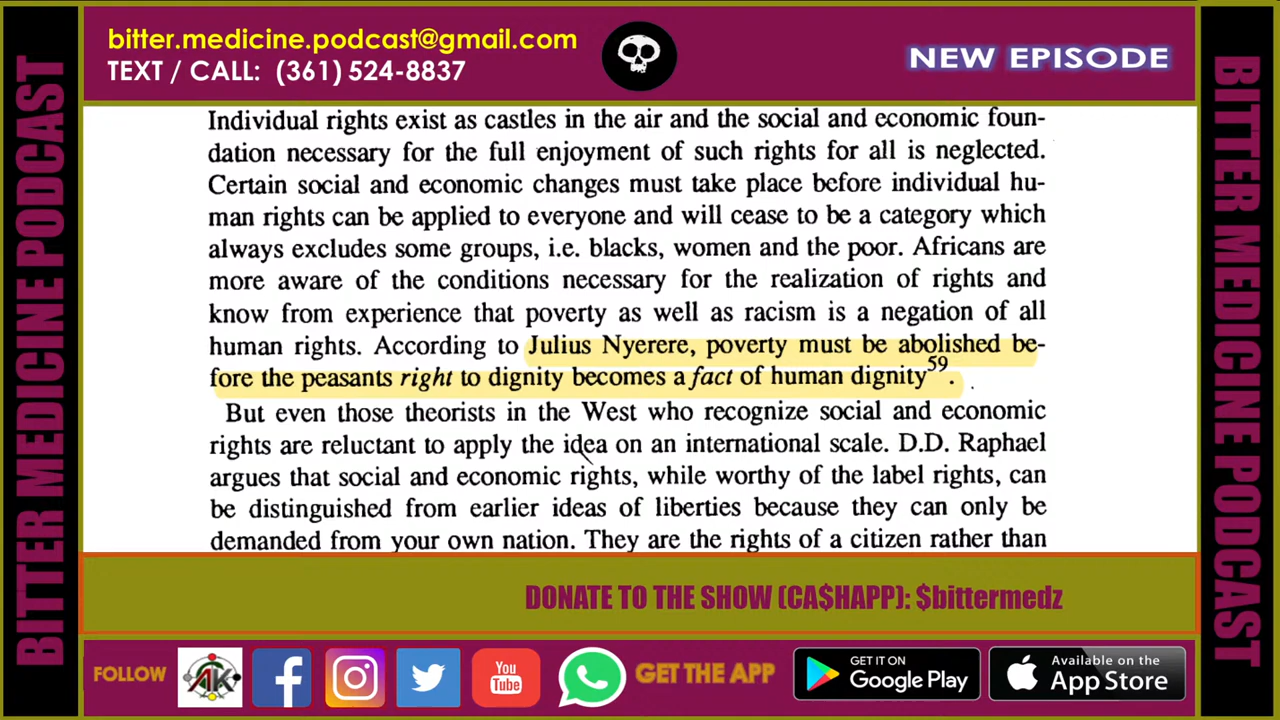 bitter.medicine.podcast@gmail.com
TEXT / CALL: (361) 524-8837
NEW EPISODE
BITTER MEDICINE PODCAST
Individual rights exist as castles in the air and the social and economic foun-
dation necessary for the full enjoyment of such rights for all is neglected.
Certain social and economic changes must take place before individual hu-
man rights can be applied to everyone and will cease to be a category which
always excludes some groups, i.e. blacks, women and the poor. Africans are
more aware of the conditions necessary for the realization of rights and
know from experience that poverty as well as racism is a negation of all
human rights. According to Julius Nyerere, poverty must be abolished be-
fore the peasants right to dignity becomes a fact of human dignity59.
But even those theorists in the West who recognize social and economic
rights are reluctant to apply the idea on an international scale. D.D. Raphael
argues that social and economic rights, while worthy of the label rights, can
be distinguished from earlier ideas of liberties because they can only be
demanded from your own nation. They are the rights of a citizen rather than
BITTER MEDICINE PODCAST
DONATE TO THE SHOW (CA$HAPP): $bittermedz
FOLLOW
ATK
You
Tube
GET THE APP
GET IT ON
Google Play
Available on the
App Store